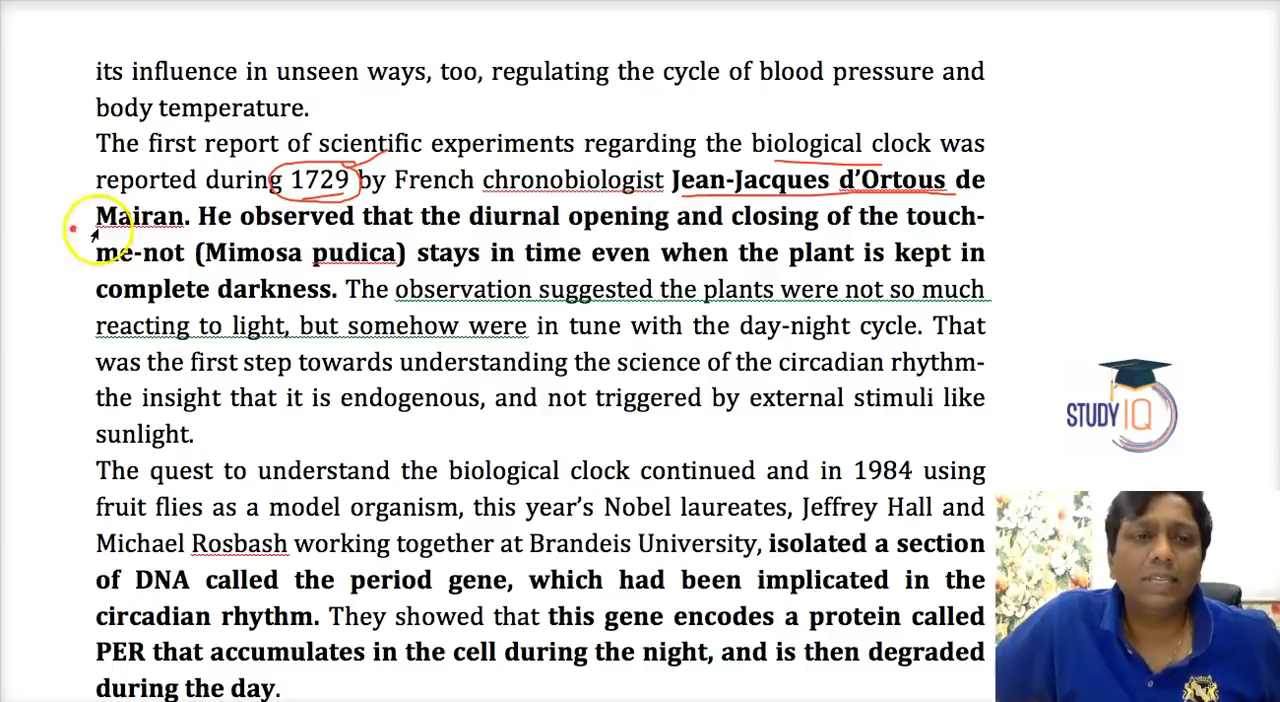 its influence in unseen ways, too, regulating the cycle of blood pressure and
body temperature.
The first report of scientific experiments regarding the biological clock was
reported during 1729 by French chronobiologist Jean-Jacques d’Ortous de
Mairan. He observed that the diurnal opening and closing of the touch-
me-not (Mimosa pudica) stays in time even when the plant is kept in
complete darkness. The observation suggested the plants were not so much
reacting to light, but somehow were in tune with the day-night cycle. That
was the first step towards understanding the science of the circadian rhythm-
the insight that it is endogenous, and not triggered by external stimuli like
sunlight.
The quest to understand the biological clock continued and in 1984 using
fruit flies as a model organism, this year’s Nobel laureates, Jeffrey Hall and
Michael Rosbash working together at Brandeis University, isolated a section
of DNA called the period gene, which had been implicated in the
circadian rhythm. They showed that this gene encodes a protein called
PER that accumulates in the cell during the night, and is then degraded
during the day.
STUDY IQ